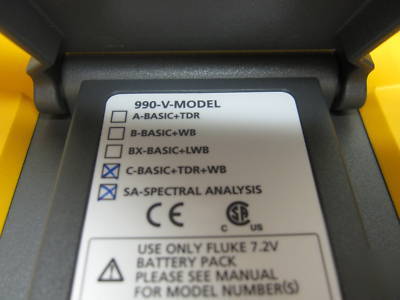 990-V-MODEL
A-BASIC+TDR
B-BASIC+WB
BX-BASIC+LWB
C-BASIC+TDR+WB
SA-SPECTRAL ANALYSIS
CE C SA US
USE ONLY FLUKE 7.2V
BATTERY PACK
PLEASE SEE MANUAL
FOR MODEL NUMBER(S)